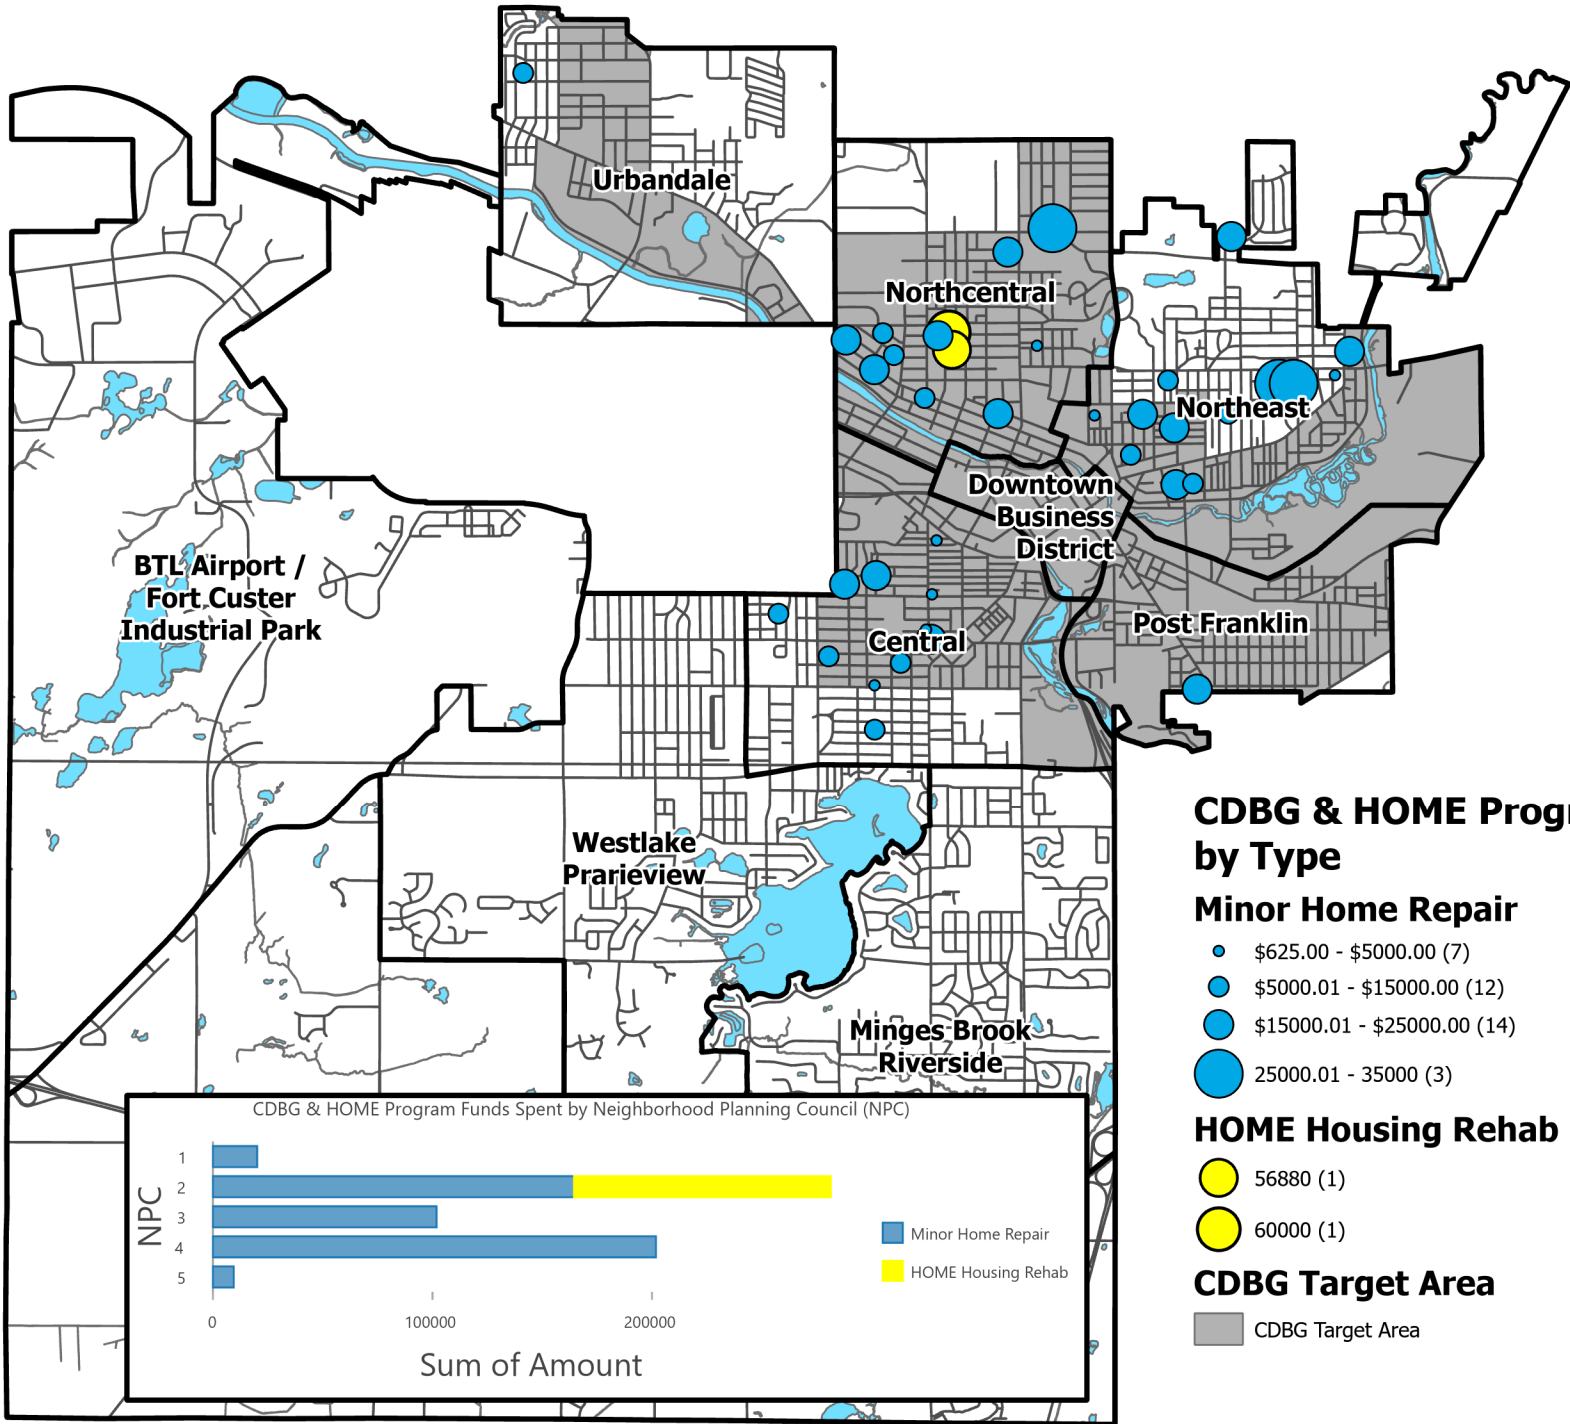 Urbandale
Northcentral
Northeast
Downtown
Business
District
BTL Airport /
Fort Custer
Industrial Park
Post Franklin
Central
Westlake
Prarieview
Minges Brook
Riverside
CDBG & HOME Progr
by Type
Minor Home Repair
$625.00 - $5000.00 (7)
$5000.01 - $15000.00 (12)
$15000.01 - $25000.00 (14)
25000.01 - 35000 (3)
HOME Housing Rehab
56880 (1)
60000 (1)
CDBG Target Area
CDBG Target Area
CDBG & HOME Program Funds Spent by Neighborhood Planning Council (NPC)
NPC
1
2
3
4
5
Minor Home Repair
HOME Housing Rehab
0 100000 200000
Sum of Amount